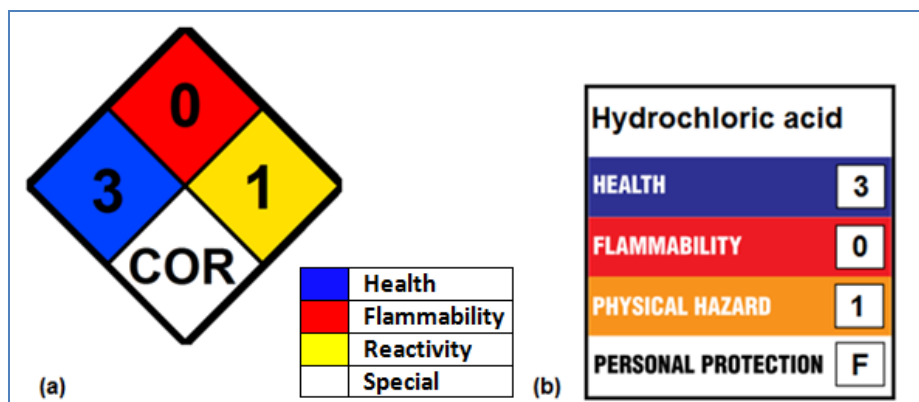 0
3
1
COR
Health
Flammability
Reactivity
Special
(a)
Hydrochloric acid
HEALTH 3
FLAMMABILITY 0
PHYSICAL HAZARD 1
PERSONAL PROTECTION F
(b)